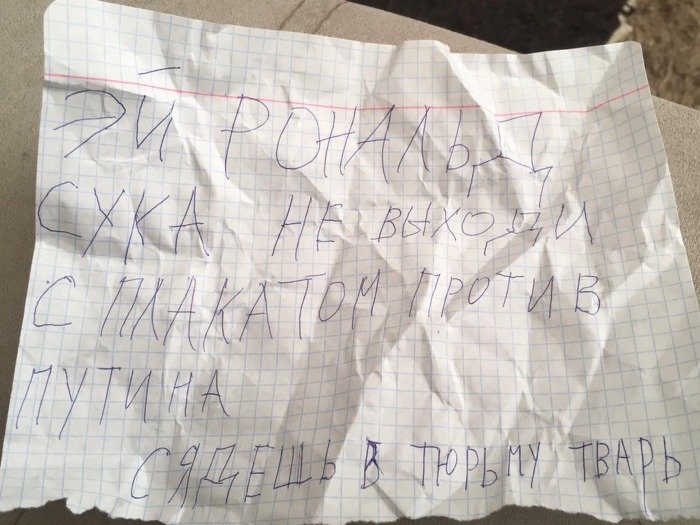 ЭЙ РОНАЛЬД
СУКА НЕ ВЫХОДИ
С ПЛАКАТОМ ПРОТИВ
ПУТИНА
СЯДЕШЬ В ТЮРЬМУ ТВАРЬ